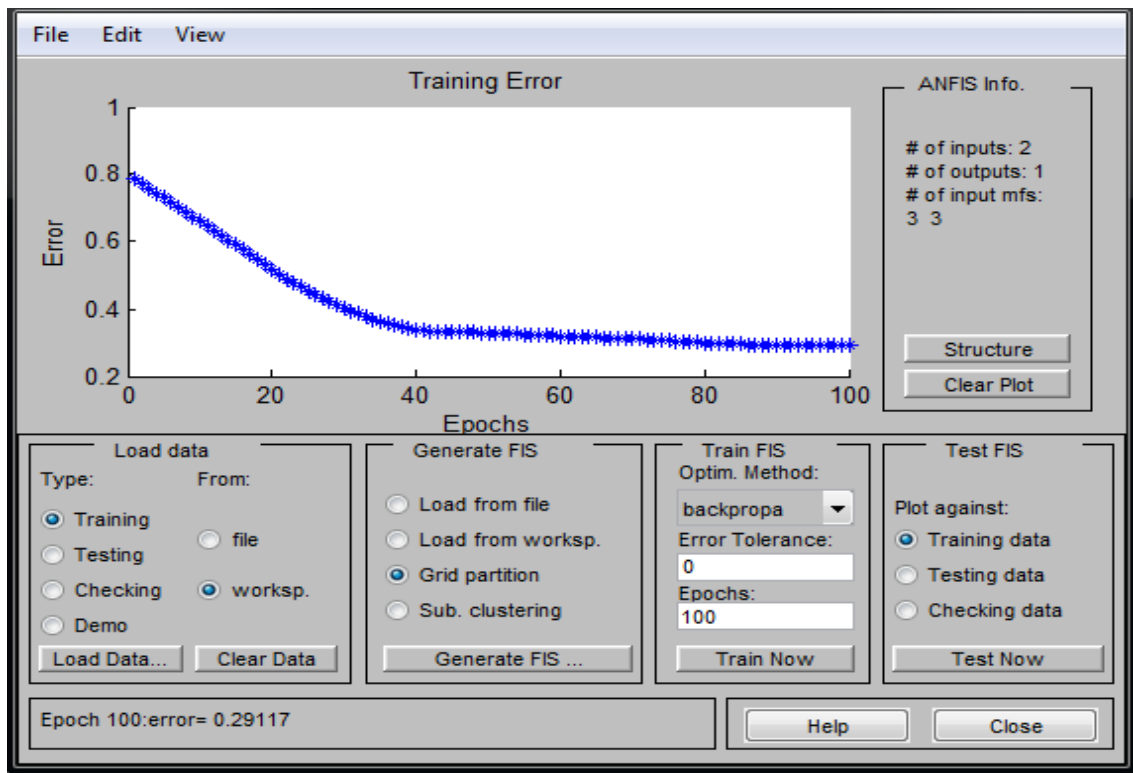 File Edit View
Training Error
1
0.8
0.6
0.4
0.2
Error
0 20 40 60 80 100
Epochs
ANFIS Info.
# of inputs: 2
# of outputs: 1
# of input mfs:
3 3
Structure
Clear Plot
Load data
Type: From:
Training
Testing
Checking
Demo
file
worksp.
Load Data... Clear Data
Generate FIS
Load from file
Load from worksp.
Grid partition
Sub. clustering
Generate FIS ...
Train FIS
Optim. Method:
backpropa
Error Tolerance:
0
Epochs:
100
Train Now
Test FIS
Plot against:
Training data
Testing data
Checking data
Test Now
Epoch 100:error= 0.29117
Help Close